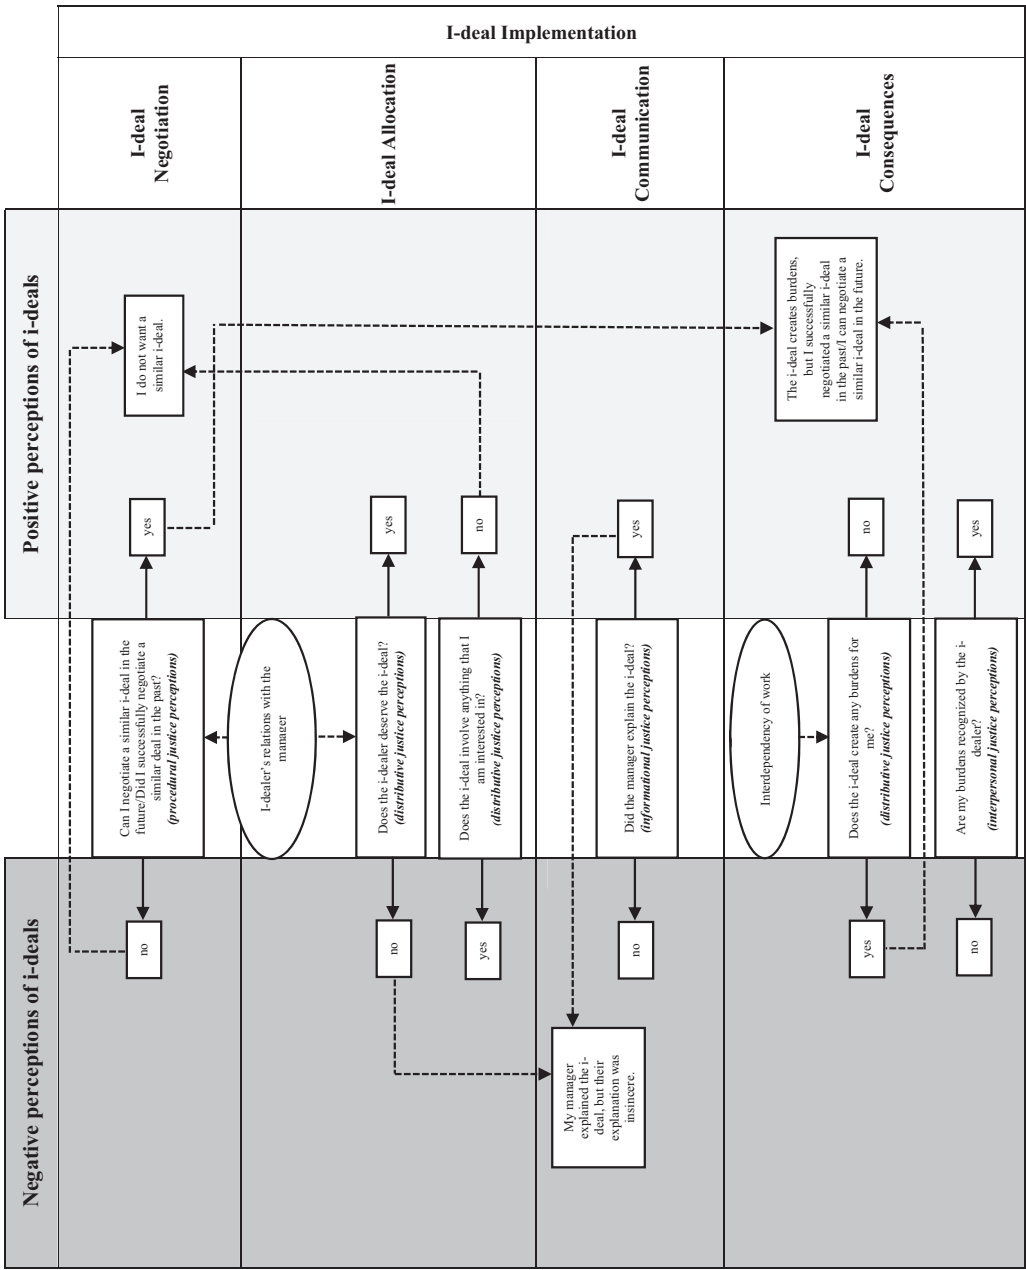 I-deal Implementation
I-deal
Negotiation
I-deal Allocation
I-deal
Communication
I-deal
Consequences
Positive perceptions of i-deals
I do not want a
similar i-deal.
yes
yes
no
yes
The i-deal creates burdens,
but I successfully
negotiated a similar i-deal
in the past/I can negotiate a
similar i-deal in the future.
no
yes
Can I negotiate a similar i-deal in the
future/Did I successfully negotiate a
similar deal in the past?
(procedural justice perceptions)
I-dealer's relations with the
manager
Does the i-dealer deserve the i-deal?
(distributive justice perceptions)
Does the i-deal involve anything that I
am interested in?
(distributive justice perceptions)
Did the manager explain the i-deal?
(informational justice perceptions)
Interdependency of work
Does the i-deal create any burdens for
me?
(distributive justice perceptions)
Are my burdens recognized by the i-
dealer?
(interpersonal justice perceptions)
Negative perceptions of i-deals
no
no
yes
My manager
explained the i-
deal, but their
explanation was
insincere.
no
yes
no